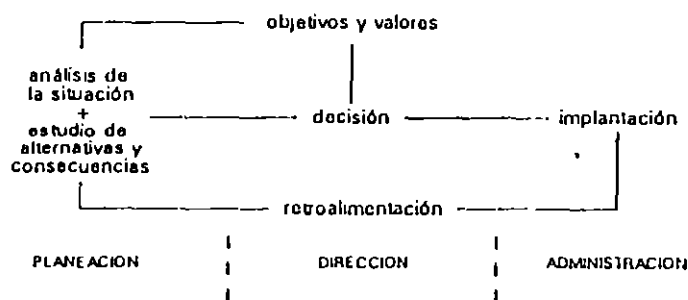 objetivos y valores
análisis de
la situación
+
estudio de
alternativas y
consecuencias
decisión
implantación
retroalimentación
PLANEACION
DIRECCION
ADMINISTRACION